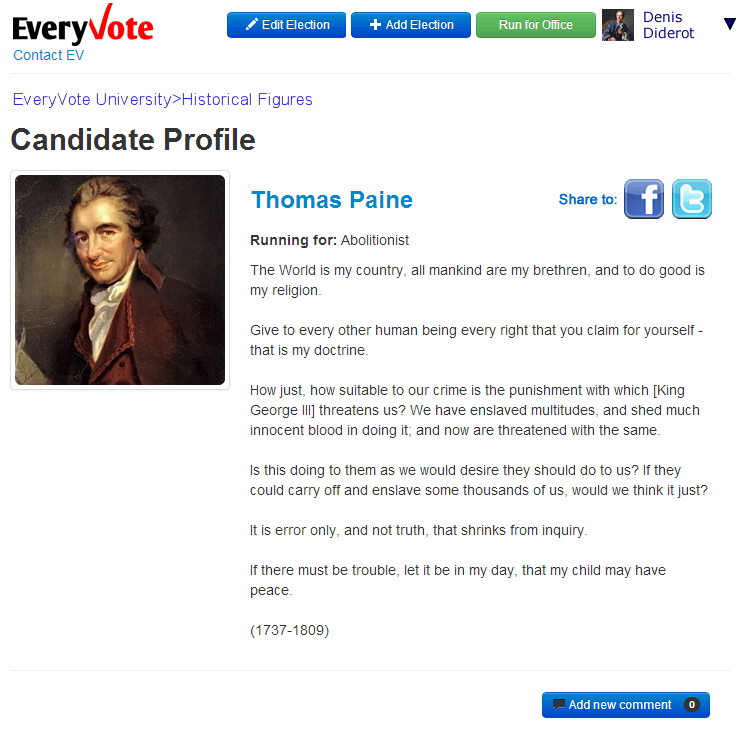 EveryVote
Edit Election
Add Election
Run for Office
Denis
Diderot
Contact EV
EveryVote University>Historical Figures
Candidate Profile
Thomas Paine
Share to:
Running for: Abolitionist
The World is my country, all mankind are my brethren, and to do good is
my religion.
Give to every other human being every right that you claim for yourself -
that is my doctrine.
How just, how suitable to our crime is the punishment with which [King
George III] threatens us? We have enslaved multitudes, and shed much
innocent blood in doing it; and now are threatened with the same.
Is this doing to them as we would desire they should do to us? If they
could carry off and enslave some thousands of us, would we think it just?
It is error only, and not truth, that shrinks from inquiry.
If there must be trouble, let it be in my day, that my child may have
peace.
(1737-1809)
Add new comment 0